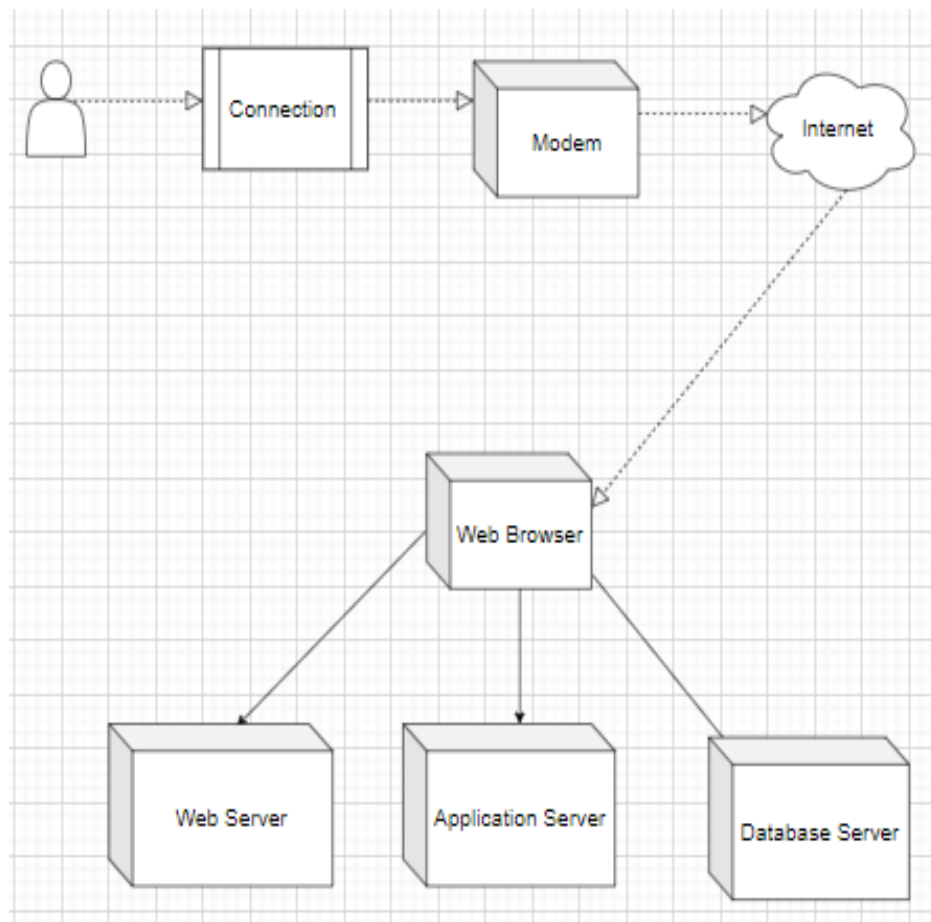 Connection
Modem
Internet
Web Browser
Web Server
Application Server
Database Server